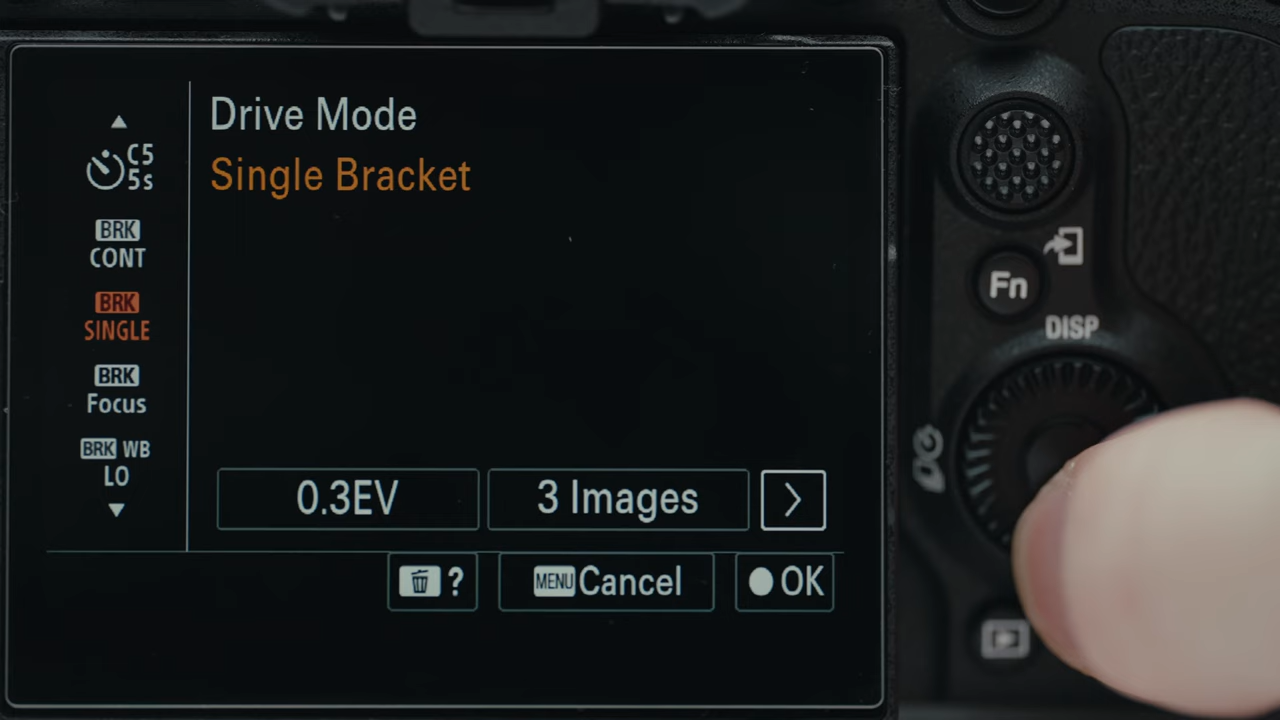 Drive Mode
Single Bracket
C5
5s
BRK
CONT
BRK
SINGLE
BRK
Focus
BRK WB
LO
0.3EV
3 Images
?
MENU Cancel
OK
Fn
DISP